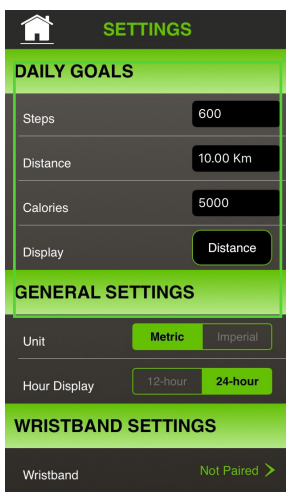 SETTINGS
DAILY GOALS
Steps 600
Distance 10.00 Km
Calories 5000
Display Distance
GENERAL SETTINGS
Unit Metric Imperial
Hour Display 12-hour 24-hour
WRISTBAND SETTINGS
Wristband Not Paired >